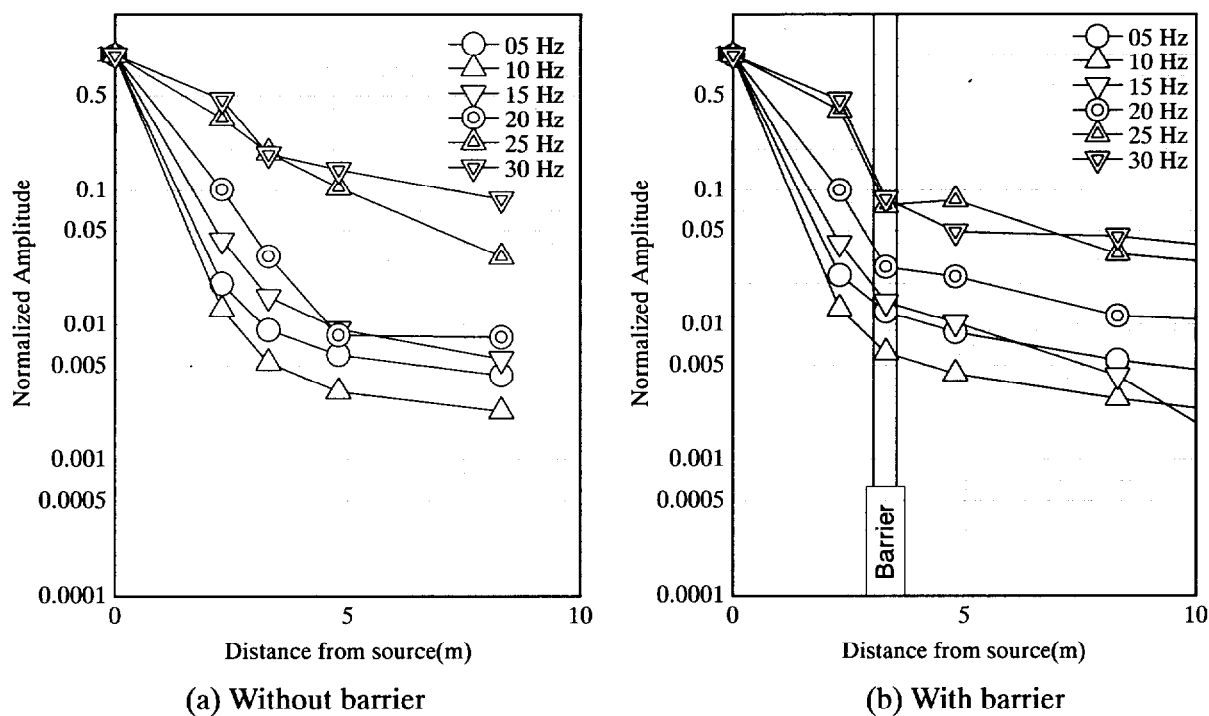 Normalized Amplitude
0.5
0.1
0.05
0.01
0.005
0.001
0.0005
0.0001
0
5
10
Distance from source(m)
05 Hz
10 Hz
15 Hz
20 Hz
25 Hz
30 Hz
(a) Without barrier
Normalized Amplitude
0.5
0.1
0.05
0.01
0.005
0.001
0.0005
0.0001
0
5
10
Distance from source(m)
05 Hz
10 Hz
15 Hz
20 Hz
25 Hz
30 Hz
Barrier
(b) With barrier